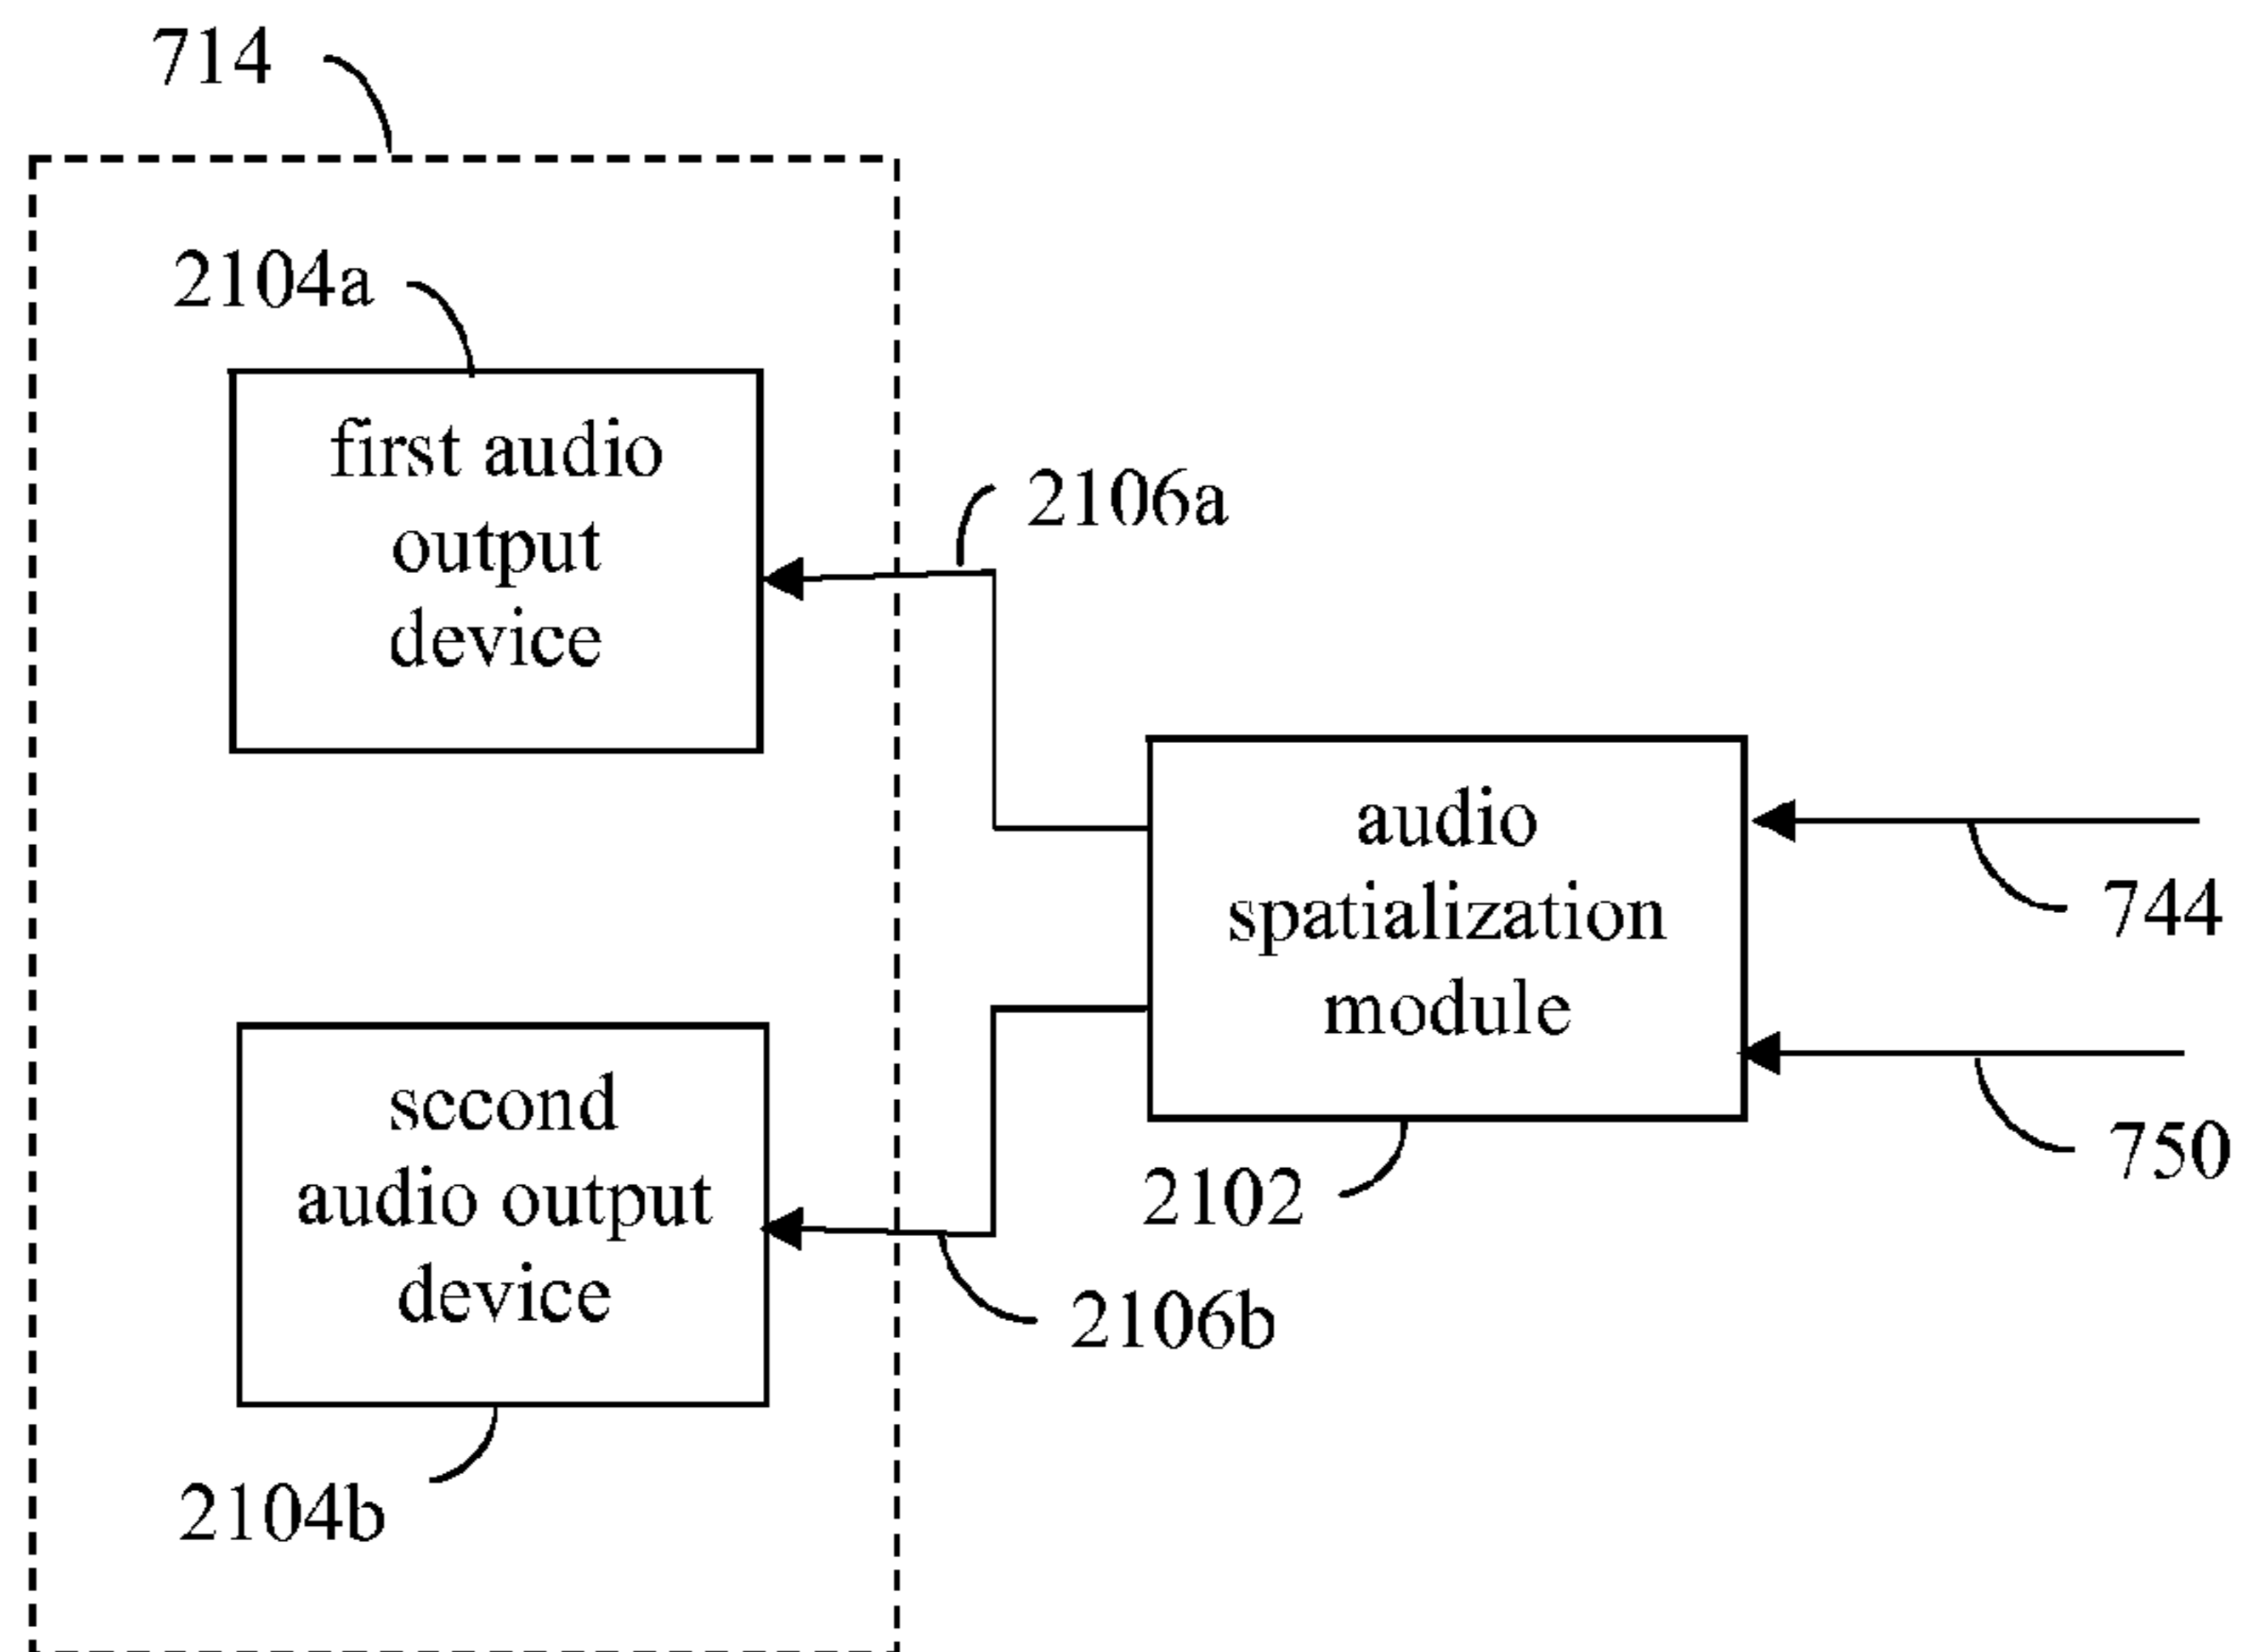 714
2104a
first audio
output
device
2106a
audio
spatialization
module
744
750
2102
sccond
audio output
device
2106b
2104b